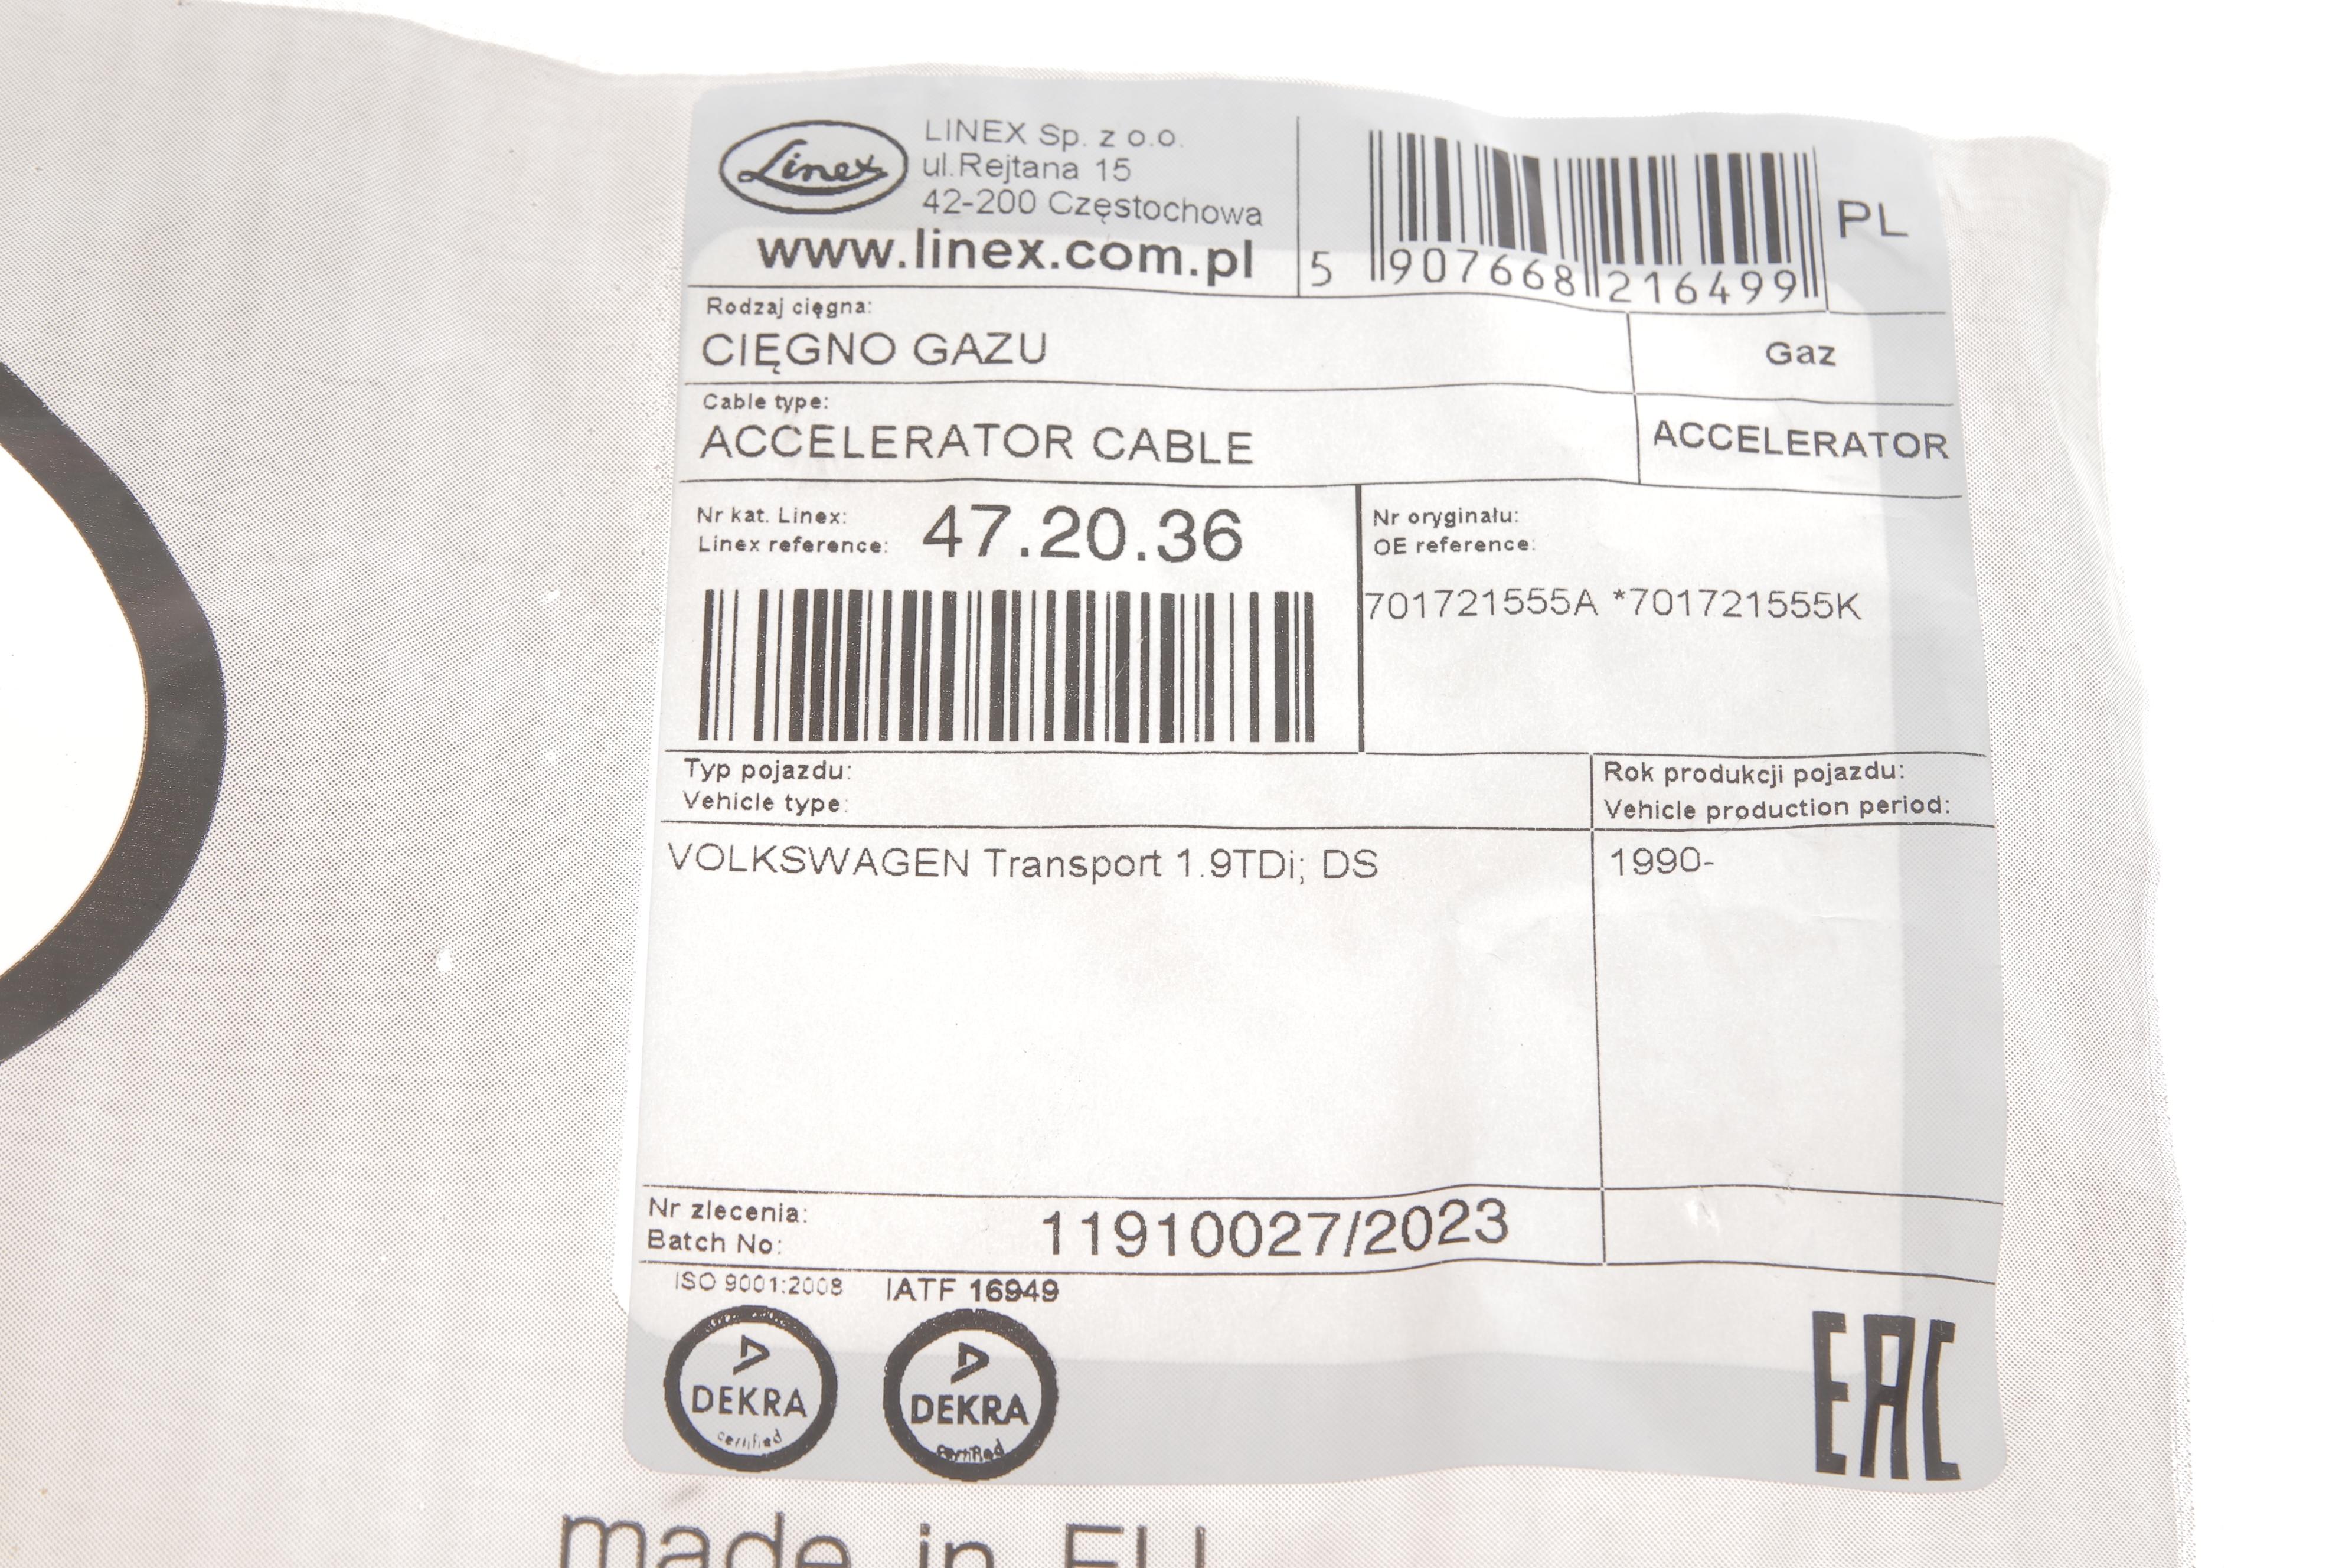 Linex
LINEX Sp. z o.o.
ul.Rejtana 15
42-200 Częstochowa
www.linex.com.pl
5 907668 216499
PL
Rodzaj cięgna:
CIĘGNO GAZU
Gaz
Cable type:
ACCELERATOR CABLE
ACCELERATOR
Nr kat. Linex:
Linex reference:
47.20.36
Nr oryginału:
OE reference:
701721555A *701721555K
Typ pojazdu:
Vehicle type:
Rok produkcji pojazdu:
Vehicle production period:
VOLKSWAGEN Transport 1.9TDi; DS
1990-
Nr zlecenia:
Batch No:
11910027/2023
ISO 9001:2008
IATF 16949
DEKRA
certified
DEKRA
certified
EAC
made in EU